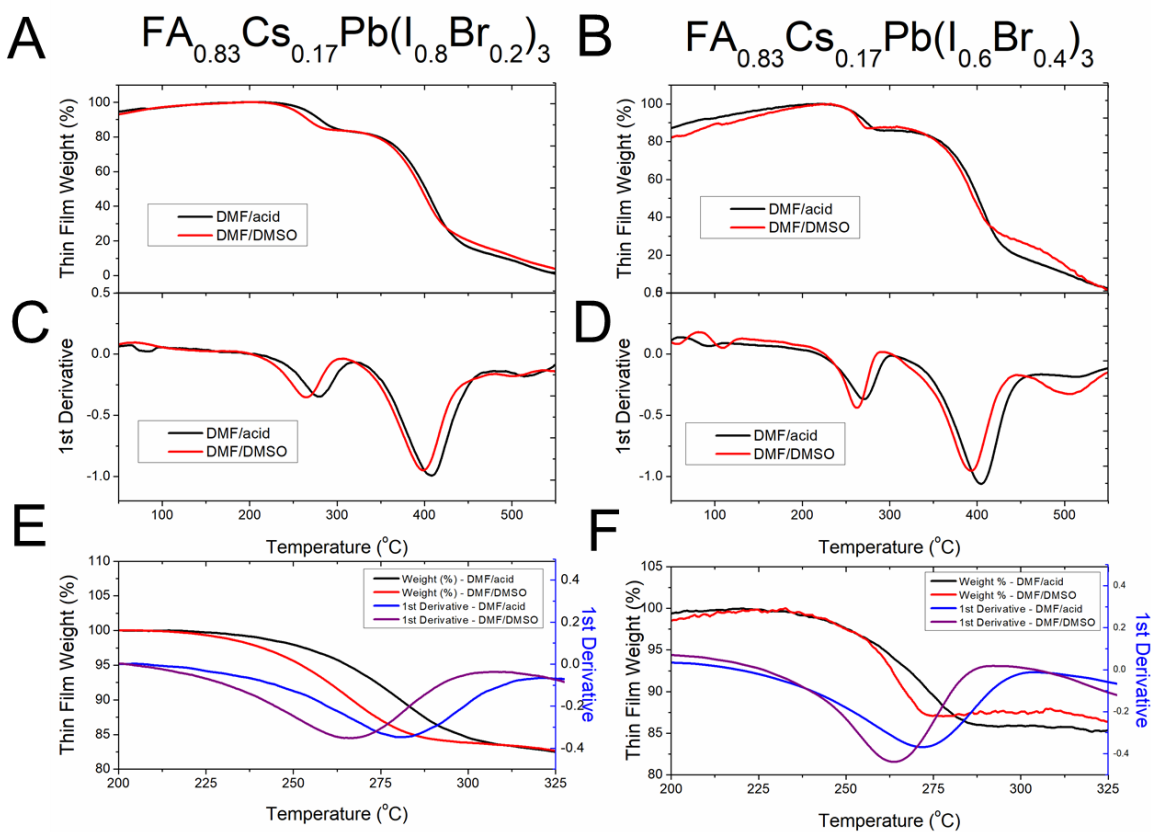 A
FA0.83Cs0.17Pb(I0.8Br0.2)3
B
FA0.83Cs0.17Pb(I0.6Br0.4)3
Thin Film Weight (%)
100
80
60
40
20
0
DMF/acid
DMF/DMSO
Thin Film Weight (%)
100
80
60
40
20
DMF/acid
DMF/DMSO
C
1st Derivative
0.5
0.0
-0.5
-1.0
DMF/acid
DMF/DMSO
100 200 300 400 500
Temperature (°C)
D
1st Derivative
0.0
-0.5
-1.0
DMF/acid
DMF/DMSO
100 150 200 250 300 350 400 450 500 550
Temperature (°C)
E
Thin Film Weight (%)
110
105
100
95
90
85
80
Weight (%) - DMF/acid
Weight (%) - DMF/DMSO
1st Derivative - DMF/acid
1st Derivative - DMF/DMSO
0.4
0.2
0.0
-0.2
-0.4
1st Derivative
200 225 250 275 300 325
Temperature (°C)
F
Thin Film Weight (%)
105
100
95
90
85
80
Weight % - DMF/acid
Weight % - DMF/DMSO
1st Derivative - DMF/acid
1st Derivative - DMF/DMSO
0.4
0.2
0.0
-0.2
-0.4
1st Derivative
200 225 250 275 300 325
Temperature (°C)